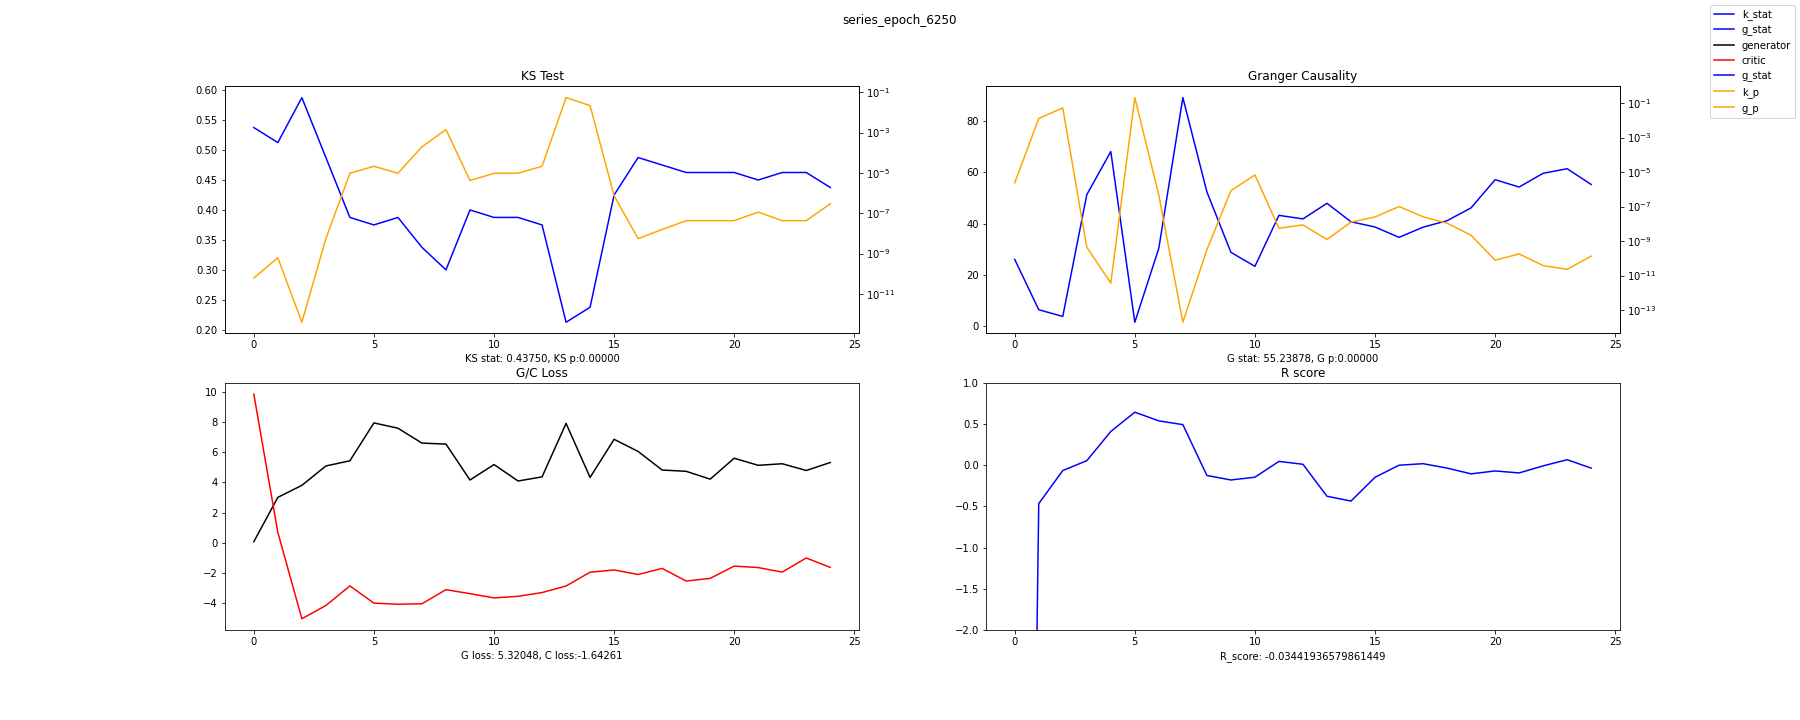 series_epoch_6250
k_stat
g_stat
generator
critic
g_stat
k_p
g_p
KS Test
0.60
0.55
0.50
0.45
0.40
0.35
0.30
0.25
0.20
10⁻¹
10⁻³
10⁻⁵
10⁻⁷
10⁻⁹
10⁻¹¹
0 5 10 15 20 25
KS stat: 0.43750, KS p:0.00000
Granger Causality
80
60
40
20
0
10⁻¹
10⁻³
10⁻⁵
10⁻⁷
10⁻⁹
10⁻¹¹
10⁻¹³
0 5 10 15 20 25
G stat: 55.23878, G p:0.00000
G/C Loss
10
8
6
4
2
0
−2
−4
0 5 10 15 20 25
G loss: 5.32048, C loss:-1.64261
R score
1.0
0.5
0.0
−0.5
−1.0
−1.5
−2.0
0 5 10 15 20 25
R_score: -0.03441936579861449